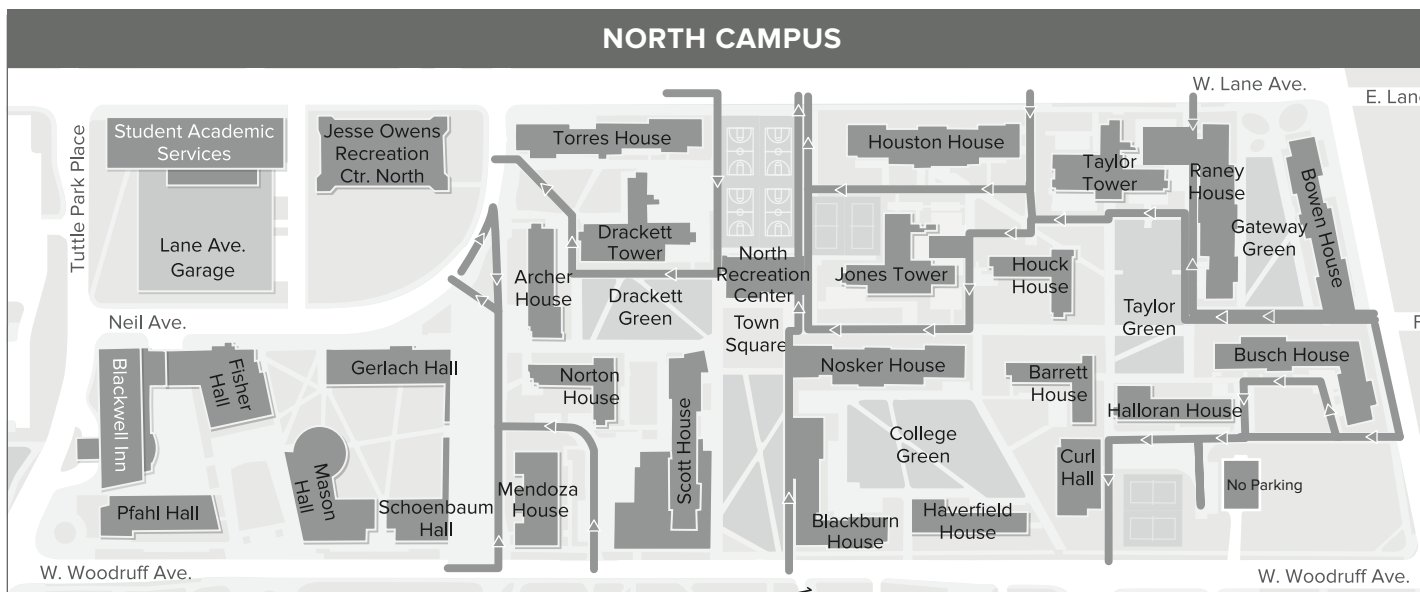 NORTH CAMPUS
W. Lane Ave.
E. Lan
Tuttle Park Place
Student Academic
Services
Jesse Owens
Recreation
Ctr. North
Torres House
Houston House
Taylor
Tower
Raney
House
Bowen House
Lane Ave.
Garage
Archer
House
Drackett
Tower
North
Recreation
Center
Jones Tower
Houck
House
Gateway
Green
Drackett
Green
Town
Square
Taylor
Green
Neil Ave.
Blackwell Inn
Fisher
Hall
Gerlach Hall
Norton
House
Nosker House
Barrett
House
Busch House
Halloran House
Scott House
College
Green
Curl
Hall
No Parking
Mason
Hall
Pfahl Hall
Schoenbaum
Hall
Mendoza
House
Blackburn
House
Haverfield
House
W. Woodruff Ave.
W. Woodruff Ave.